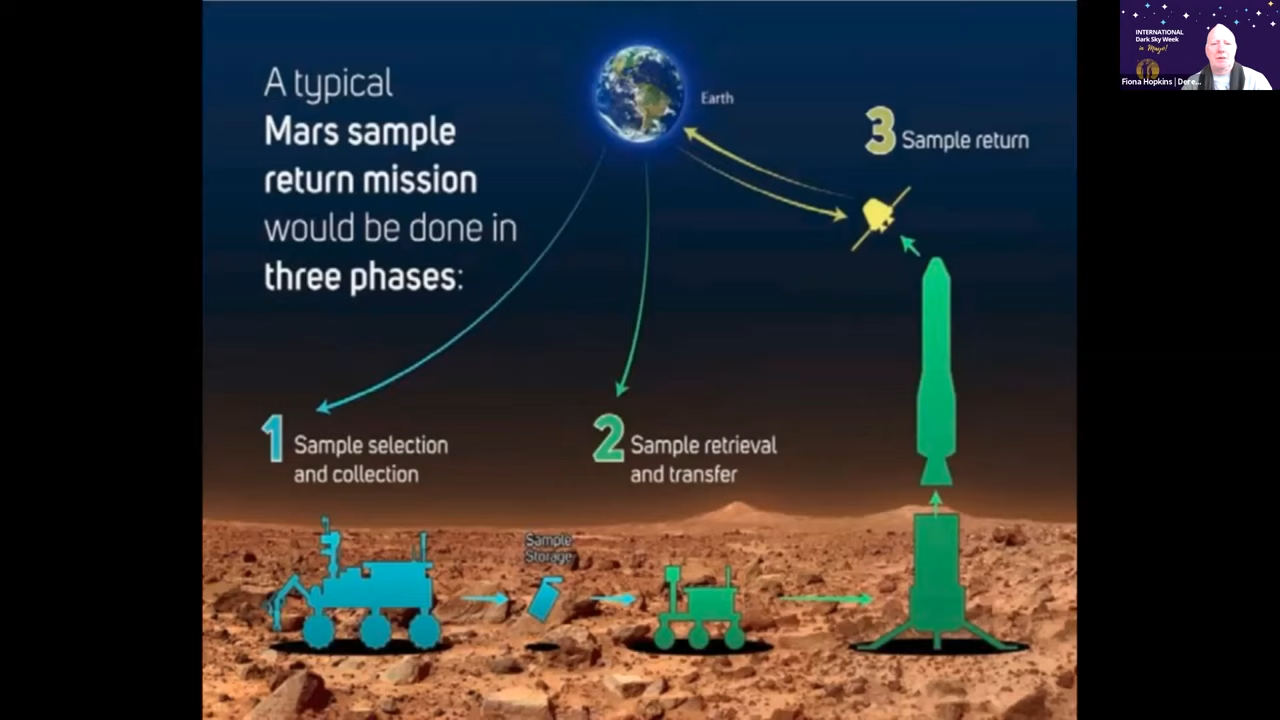 A typical
Mars sample
return mission
would be done in
three phases:
Earth
3 Sample return
1 Sample selection
and collection
2 Sample retrieval
and transfer
Sample
Storage
INTERNATIONAL
Dark Sky Week
in Mayo!
Fiona Hopkins | Dere...